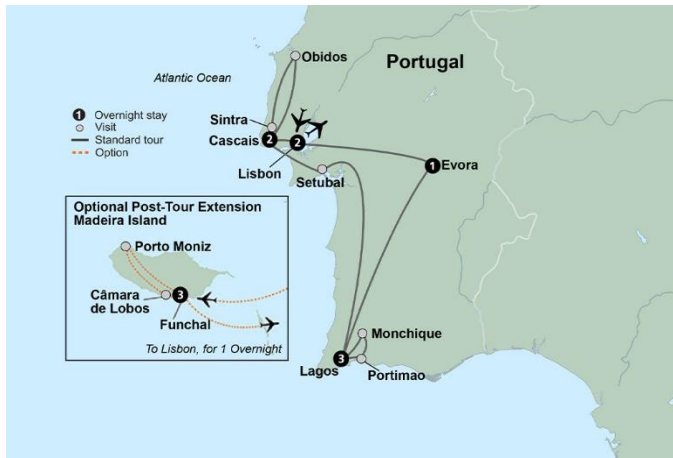 Portugal
Atlantic Ocean
Obidos
1 Overnight stay
Visit
Standard tour
Option
Sintra
Cascais
2
2
Lisbon
Setubal
1
Evora
Optional Post-Tour Extension
Madeira Island
Porto Moniz
Câmara
de Lobos
3
Funchal
To Lisbon, for 1 Overnight
Monchique
3
Lagos
Portimao